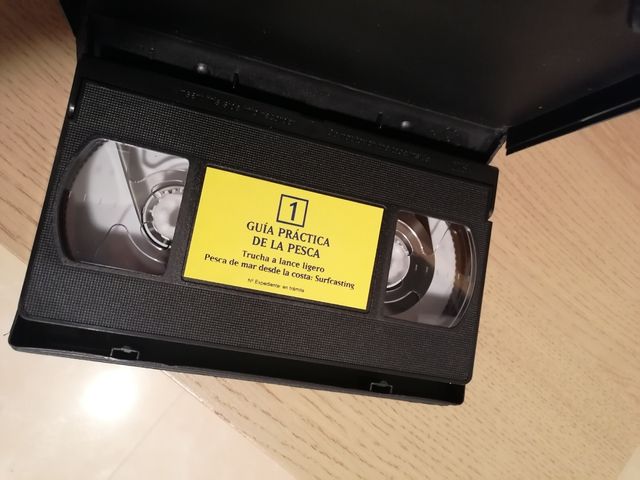 1
GUÍA PRÁCTICA
DE LA PESCA
Trucha a lance ligero
Pesca de mar desde la costa: Surfcasting
Nº Expediente: en trámite